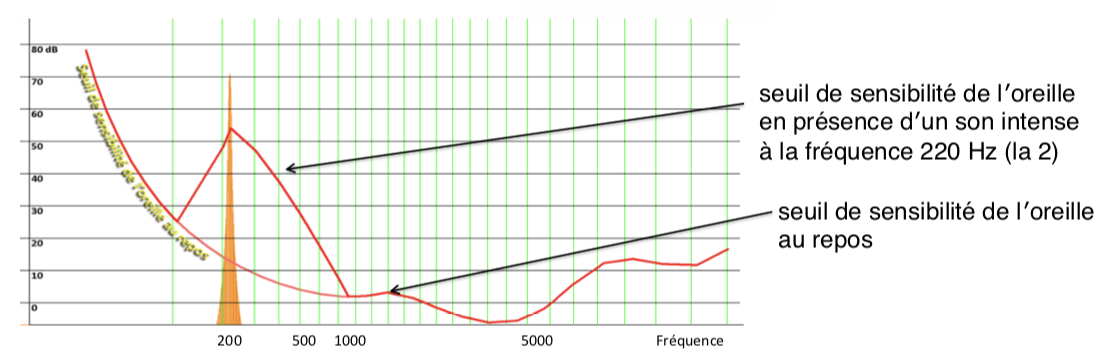 80 dB
70
60
50
40
30
20
10
0
Seuil de sensibilité de l'oreille au repos
seuil de sensibilité de l'oreille
en présence d'un son intense
à la fréquence 220 Hz (la 2)
seuil de sensibilité de l'oreille
au repos
200 500 1000 5000 Fréquence